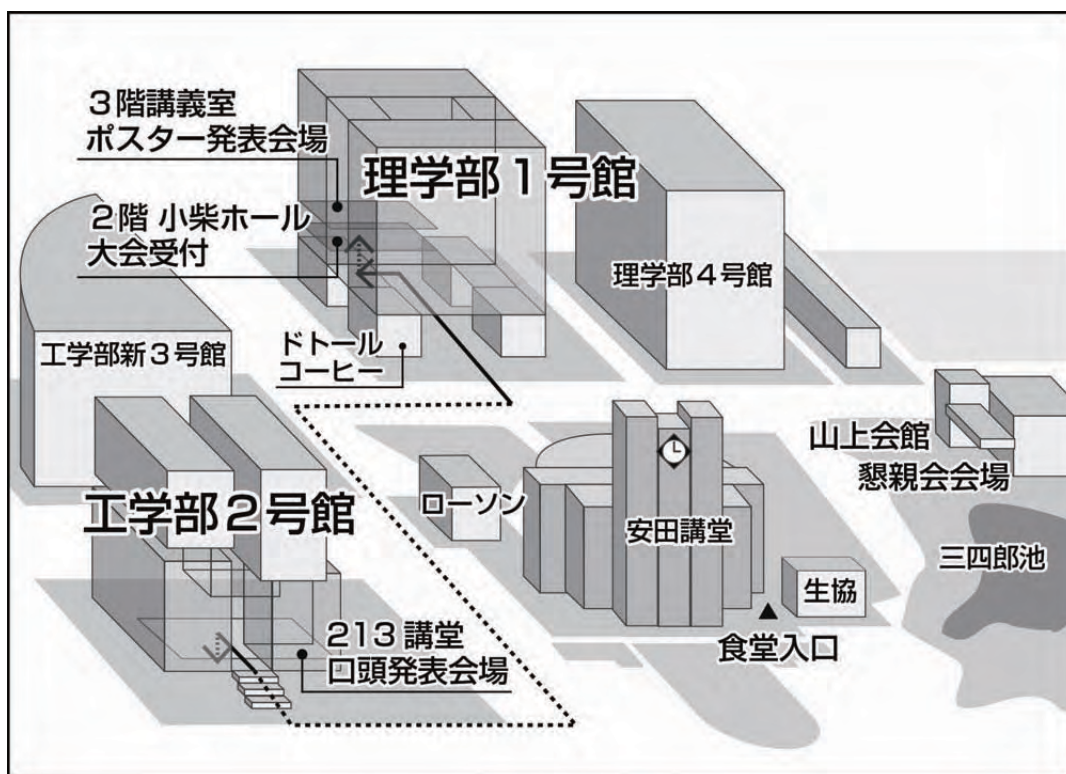 3階講義室
ポスター発表会場
理学部1号館
2階 小柴ホール
大会受付
理学部4号館
工学部新3号館
ドトール
コーヒー
山上会館
懇親会会場
工学部2号館
ローソン
安田講堂
三四郎池
生協
213講堂
口頭発表会場
食堂入口